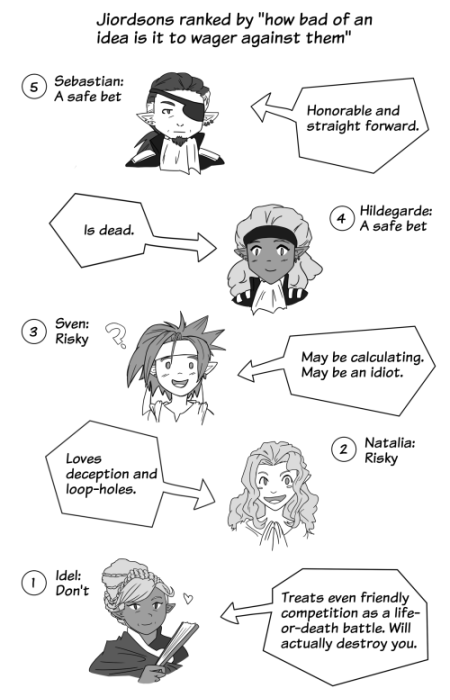 Jiordsons ranked by "how bad of an
idea is it to wager against them"
5 Sebastian:
A safe bet
Honorable and
straight forward.
Is dead.
4 Hildegarde:
A safe bet
3 Sven:
Risky
?
May be calculating.
May be an idiot.
Loves
deception and
loop-holes.
2 Natalia:
Risky
1 Idel:
Don't
Treats even friendly
competition as a life-
or-death battle. Will
actually destroy you.